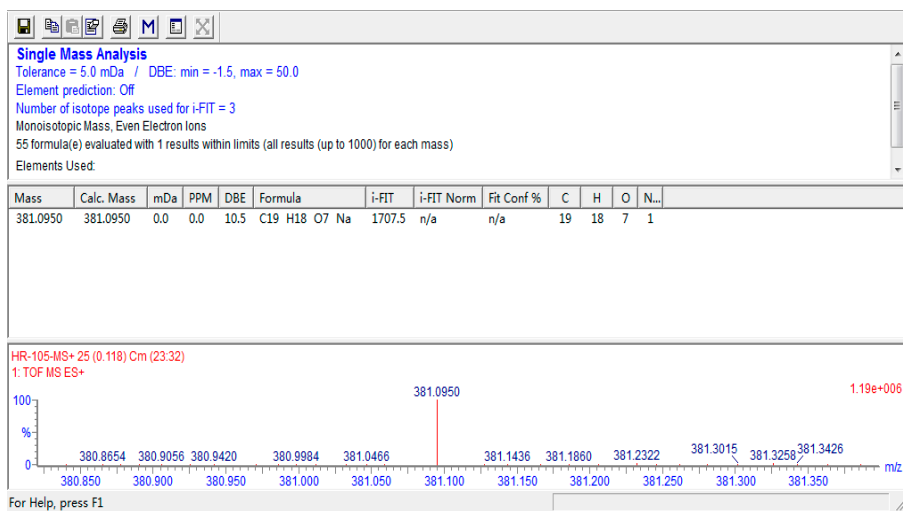 M
Single Mass Analysis
Tolerance = 5.0 mDa / DBE: min = -1.5, max = 50.0
Element prediction: Off
Number of isotope peaks used for i-FIT = 3
Monoisotopic Mass, Even Electron Ions
55 formula(e) evaluated with 1 results within limits (all results (up to 1000) for each mass)
Elements Used:
Mass Calc. Mass mDa PPM DBE Formula i-FIT i-FIT Norm Fit Conf % C H O N...
381.0950 381.0950 0.0 0.0 10.5 C19 H18 O7 Na 1707.5 n/a n/a 19 18 7 1
HR-105-MS+ 25 (0.118) Cm (23:32)
1: TOF MS ES+
1.19e+006
381.0950
100
%
0
380.8654 380.9056 380.9420 380.9984 381.0466 381.1436 381.1860 381.2322 381.3015 381.3258 381.3426
m/z
380.850 380.900 380.950 381.000 381.050 381.100 381.150 381.200 381.250 381.300 381.350
For Help, press F1